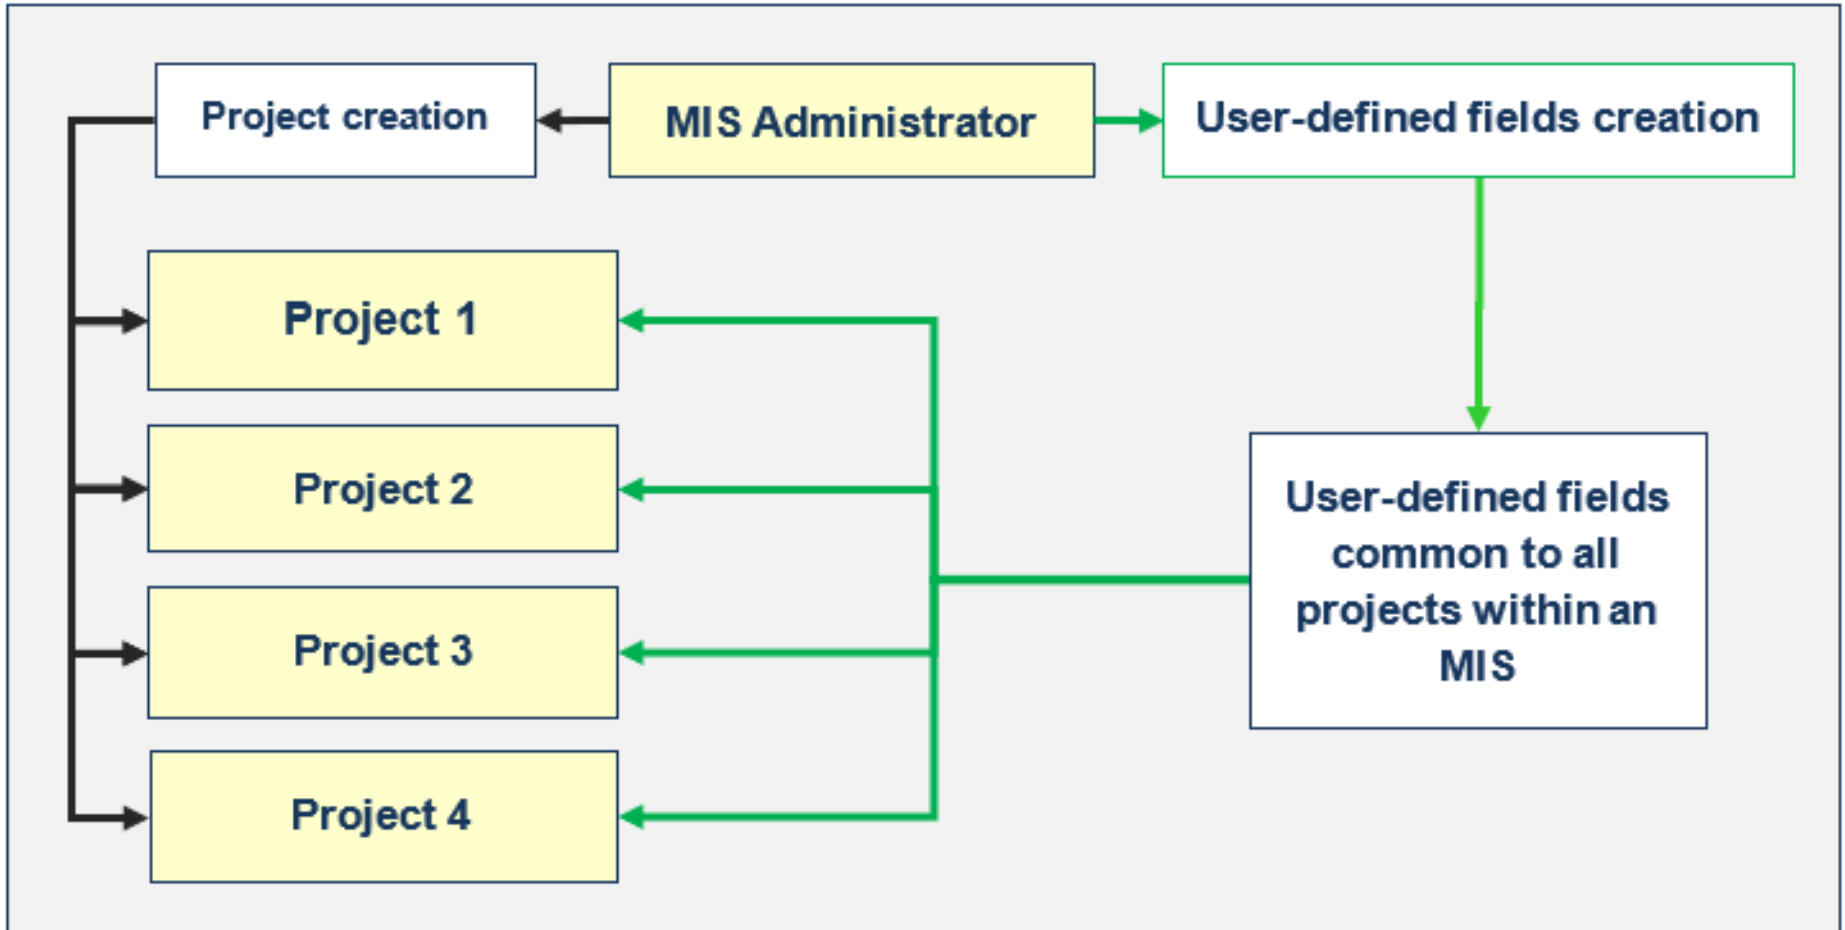 Project creation
MIS Administrator
User-defined fields creation
Project 1
Project 2
Project 3
Project 4
User-defined fields
common to all
projects within an
MIS